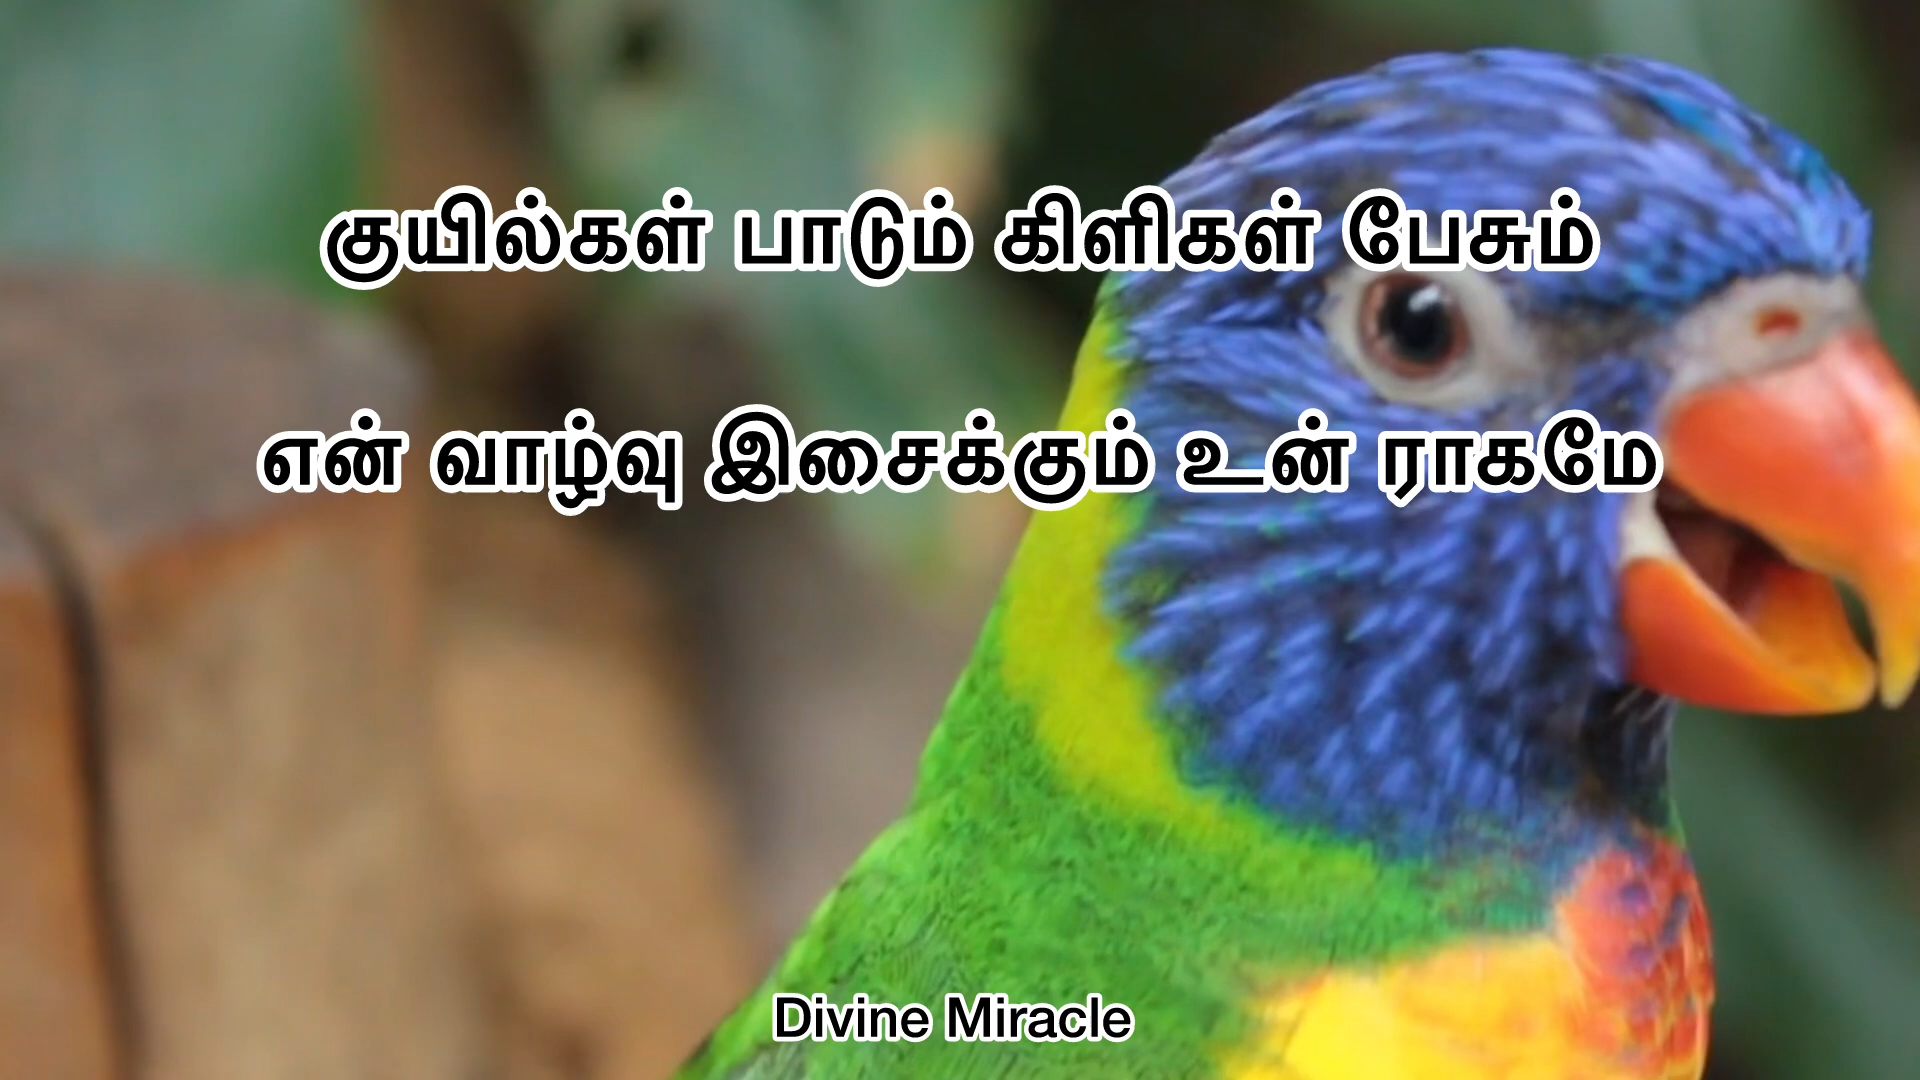 குயில்கள் பாடும் கிளிகள் பேசும்
என் வாழ்வு இசைக்கும் உன் ராகமே
Divine Miracle